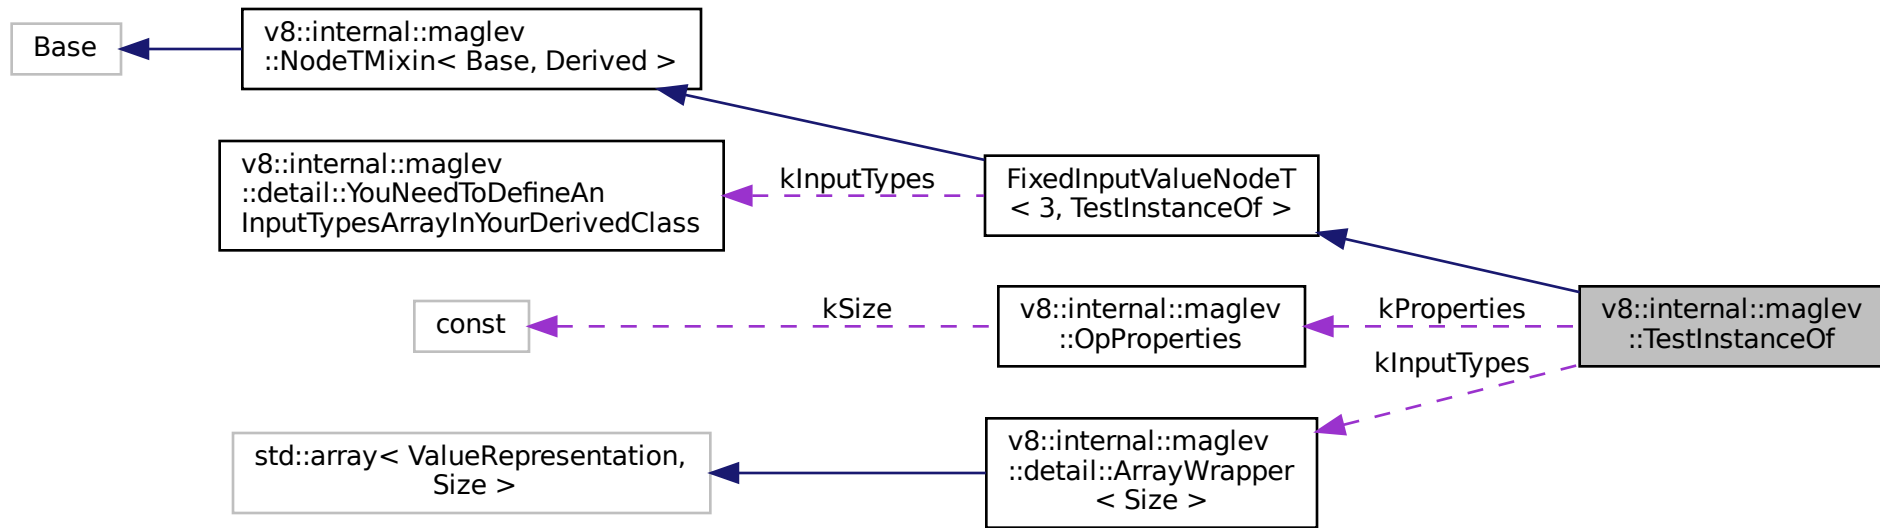 Base
v8::internal::maglev
::NodeTMixin< Base, Derived >
v8::internal::maglev
::detail::YouNeedToDefineAn
InputTypesArrayInYourDerivedClass
kInputTypes
FixedInputValueNodeT
< 3, TestInstanceOf >
const
kSize
v8::internal::maglev
::OpProperties
kProperties
v8::internal::maglev
::TestInstanceOf
kInputTypes
std::array< ValueRepresentation,
Size >
v8::internal::maglev
::detail::ArrayWrapper
< Size >